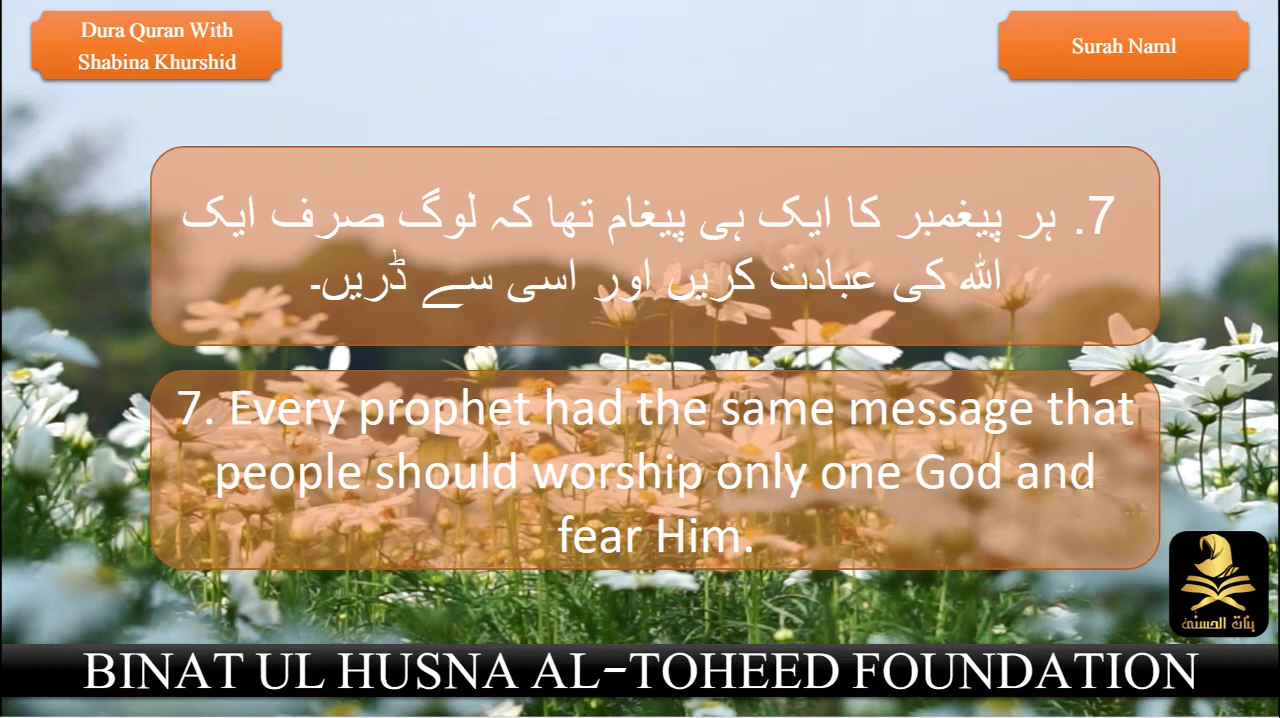 Dura Quran With
Shabina Khurshid
Surah Naml
7. ہر پیغمبر کا ایک ہی پیغام تھا کہ لوگ صرف ایک
اللہ کی عبادت کریں اور اسی سے ڈریں۔
7. Every prophet had the same message that
people should worship only one God and
fear Him.
بنات الحسنىٰ
BINAT UL HUSNA AL-TOHEED FOUNDATION